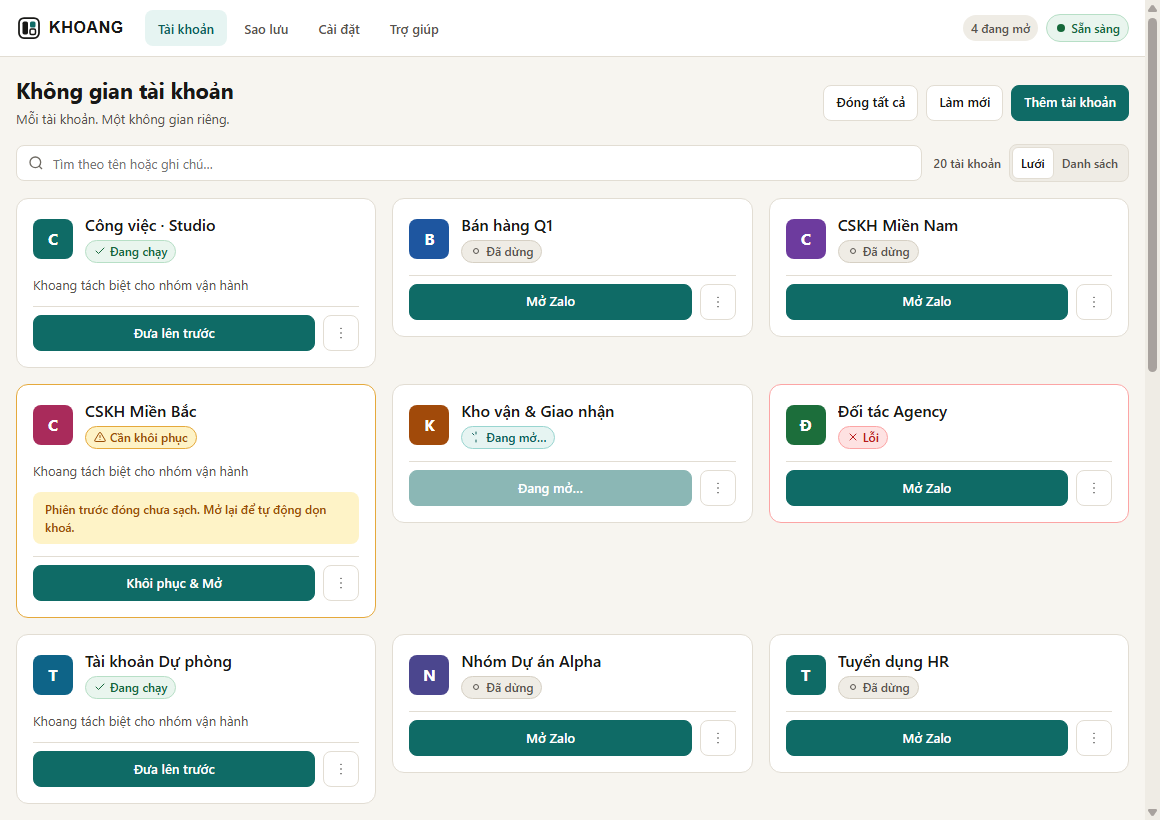 KHOANG
Tài khoản
Sao lưu
Cài đặt
Trợ giúp
4 đang mở
Sẵn sàng
Không gian tài khoản
Mỗi tài khoản. Một không gian riêng.
Đóng tất cả
Làm mới
Thêm tài khoản
Tìm theo tên hoặc ghi chú...
20 tài khoản
Lưới
Danh sách
C
Công việc · Studio
Đang chạy
Khoang tách biệt cho nhóm vận hành
Đưa lên trước
B
Bán hàng Q1
Đã dừng
Mở Zalo
C
CSKH Miền Nam
Đã dừng
Mở Zalo
C
CSKH Miền Bắc
Cần khôi phục
Khoang tách biệt cho nhóm vận hành
Phiên trước đóng chưa sạch. Mở lại để tự động dọn
khoá.
Khôi phục & Mở
K
Kho vận & Giao nhận
Đang mở...
Đang mở...
Đ
Đối tác Agency
Lỗi
Mở Zalo
T
Tài khoản Dự phòng
Đang chạy
Khoang tách biệt cho nhóm vận hành
Đưa lên trước
N
Nhóm Dự án Alpha
Đã dừng
Mở Zalo
T
Tuyển dụng HR
Đã dừng
Mở Zalo